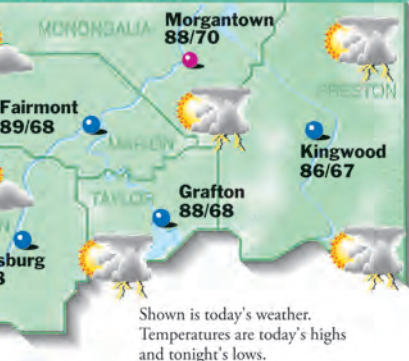 MONONGALIA
Morgantown
88/70
PRESTON
Fairmont
89/68
MARION
Kingwood
86/67
TAYLOR
Grafton
88/68
sburg
Shown is today's weather.
Temperatures are today's highs
and tonight's lows.